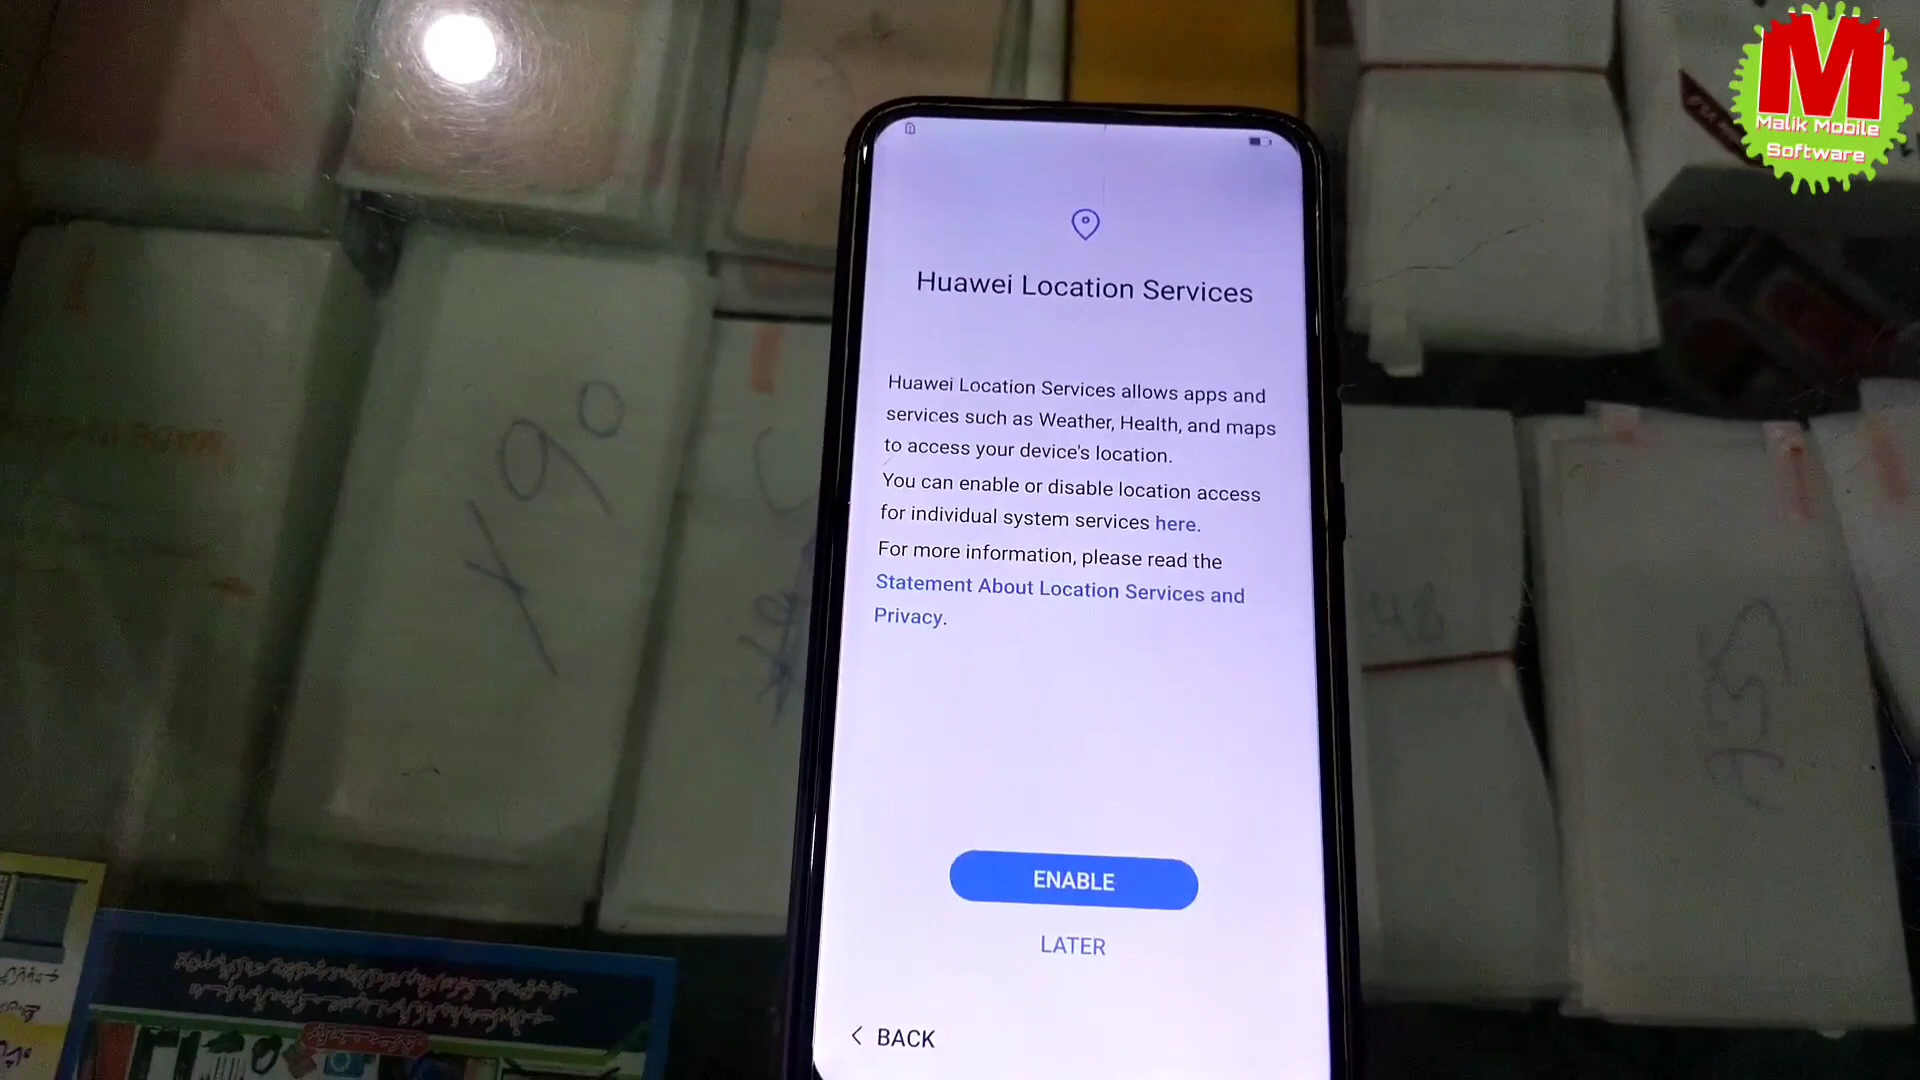 M
Malik Mobile
Software
Huawei Location Services
Huawei Location Services allows apps and
services such as Weather, Health, and maps
to access your device's location.
You can enable or disable location access
for individual system services here.
For more information, please read the
Statement About Location Services and
Privacy.
ENABLE
LATER
BACK
Y90